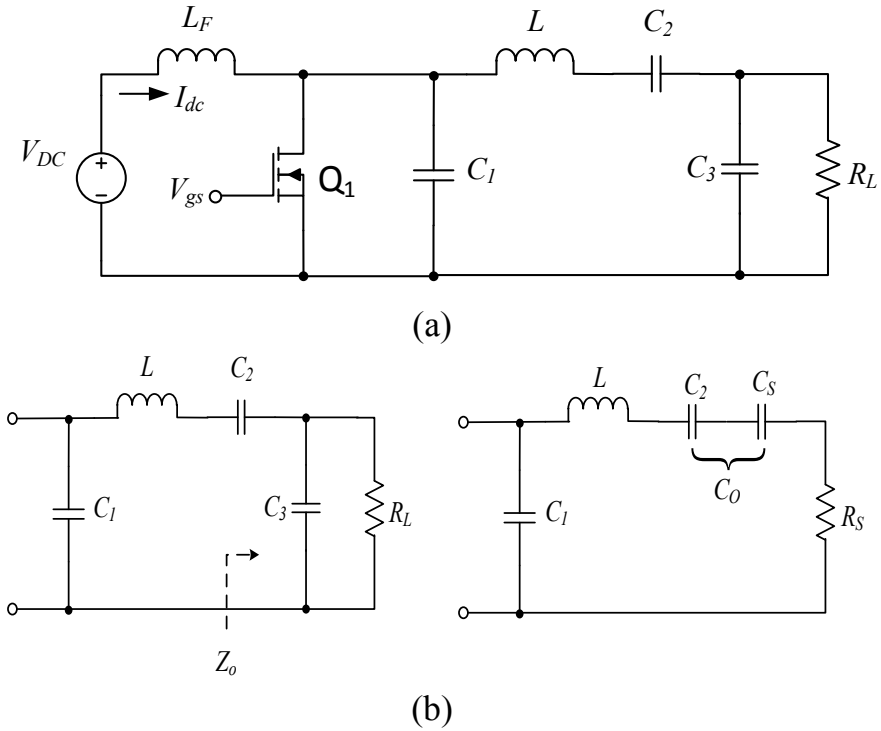 L_F
L
C_2
I_dc
V_DC
+
−
V_gs
Q_1
C_1
C_3
R_L
(a)
L
C_2
C_1
C_3
R_L
Z_o
L
C_2
C_S
C_O
C_1
R_S
(b)